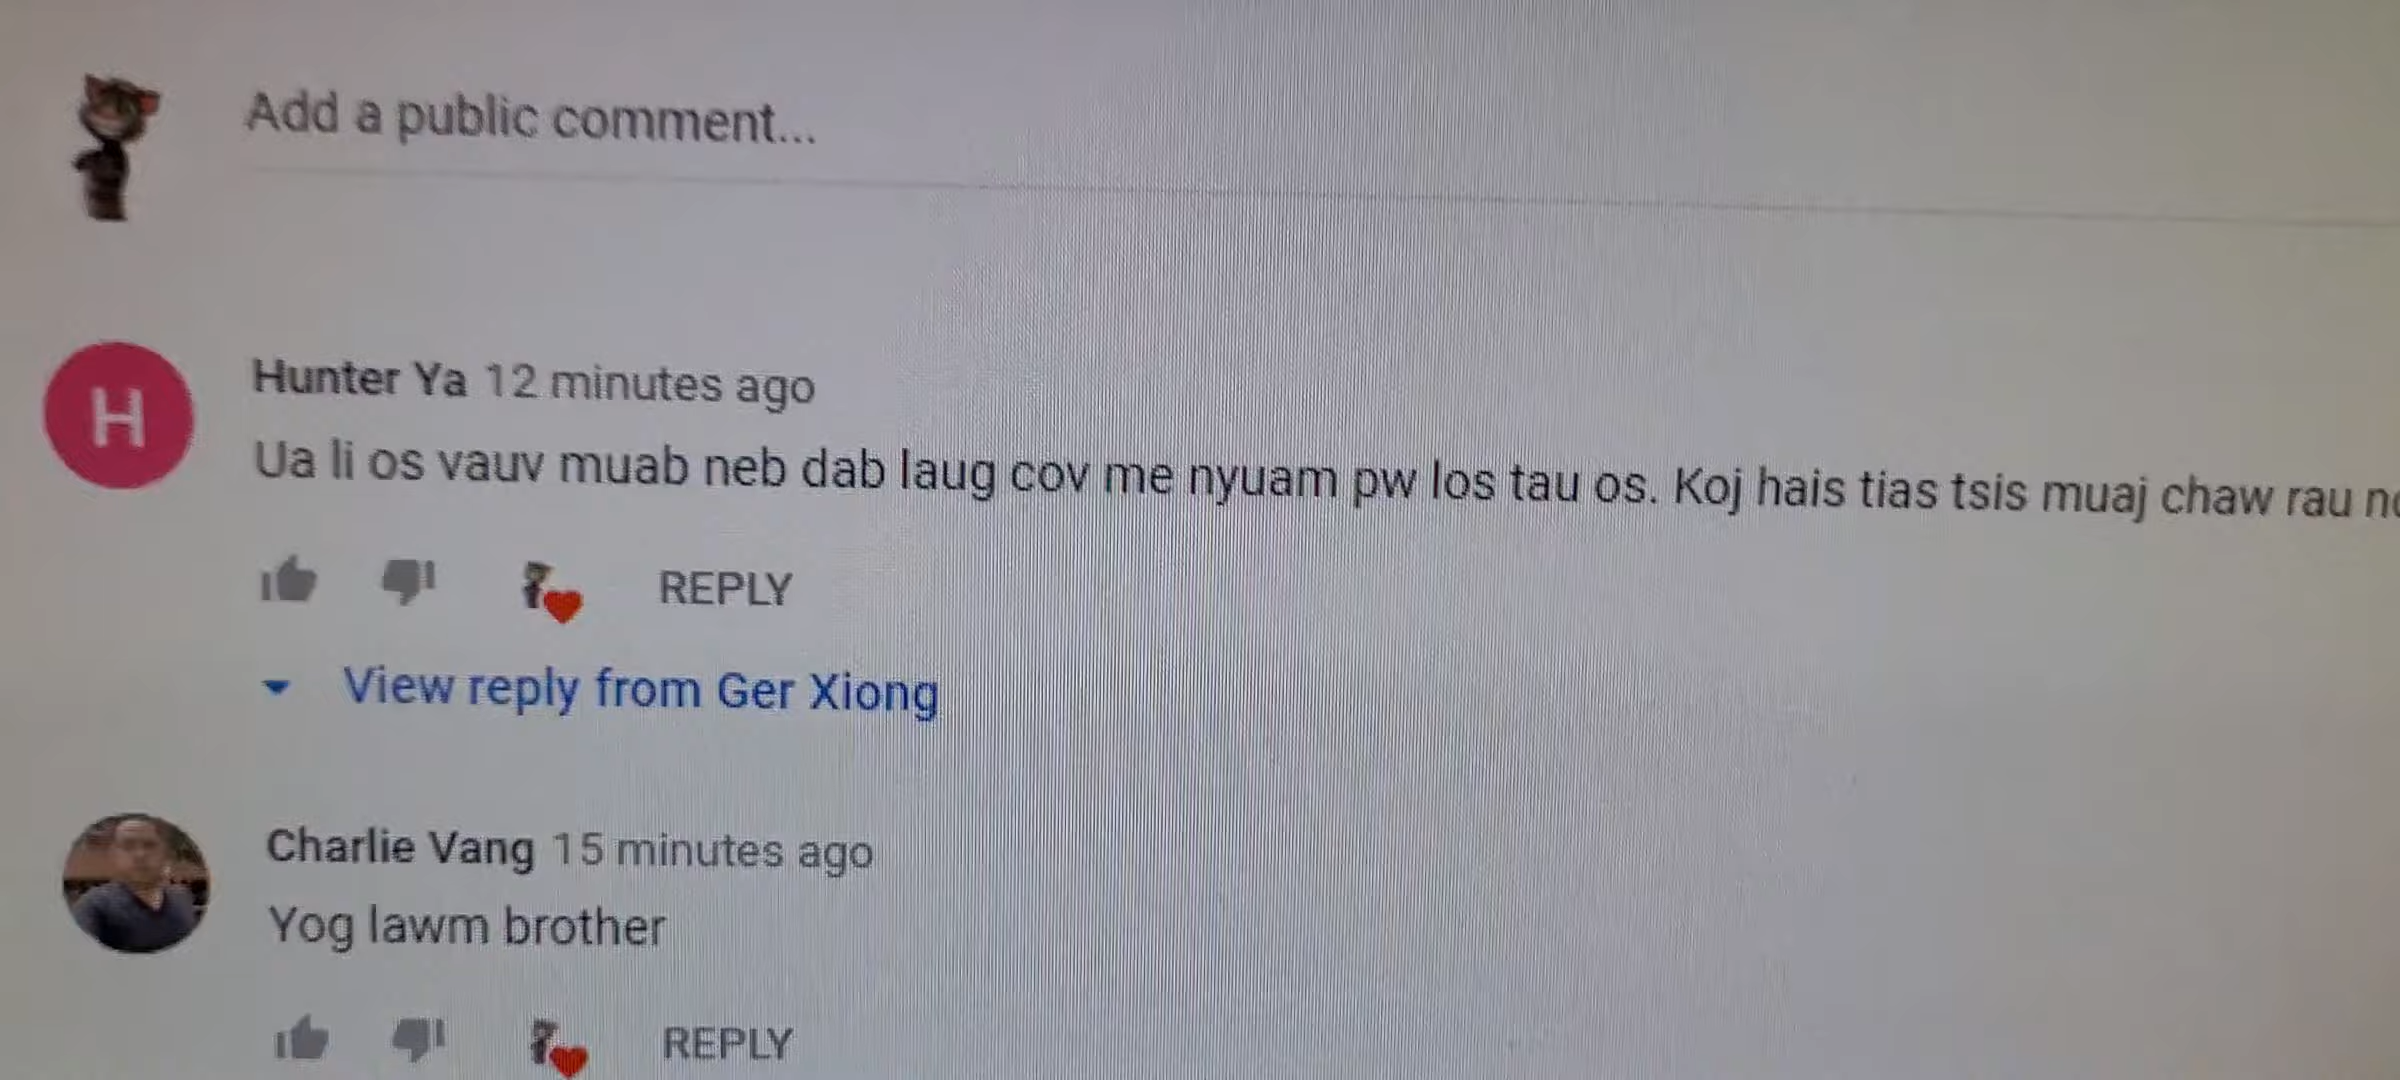 Add a public comment...
Hunter Ya 12 minutes ago
H
Ua li os vauv muab neb dab laug cov me nyuam pw los tau os. Koj hais tias tsis muaj chaw rau
REPLY
View reply from Ger Xiong
Charlie Vang 15 minutes ago
Yog lawm brother
REPLY